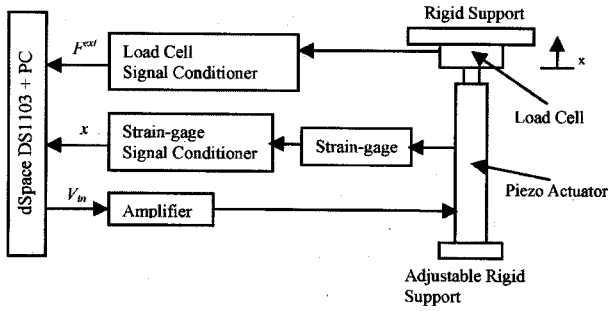 Rigid Support
F^ext
Load Cell
Signal Conditioner
x
Load Cell
dSpace DS1103 + PC
x
Strain-gage
Signal Conditioner
Strain-gage
Piezo Actuator
V_in
Amplifier
Adjustable Rigid
Support